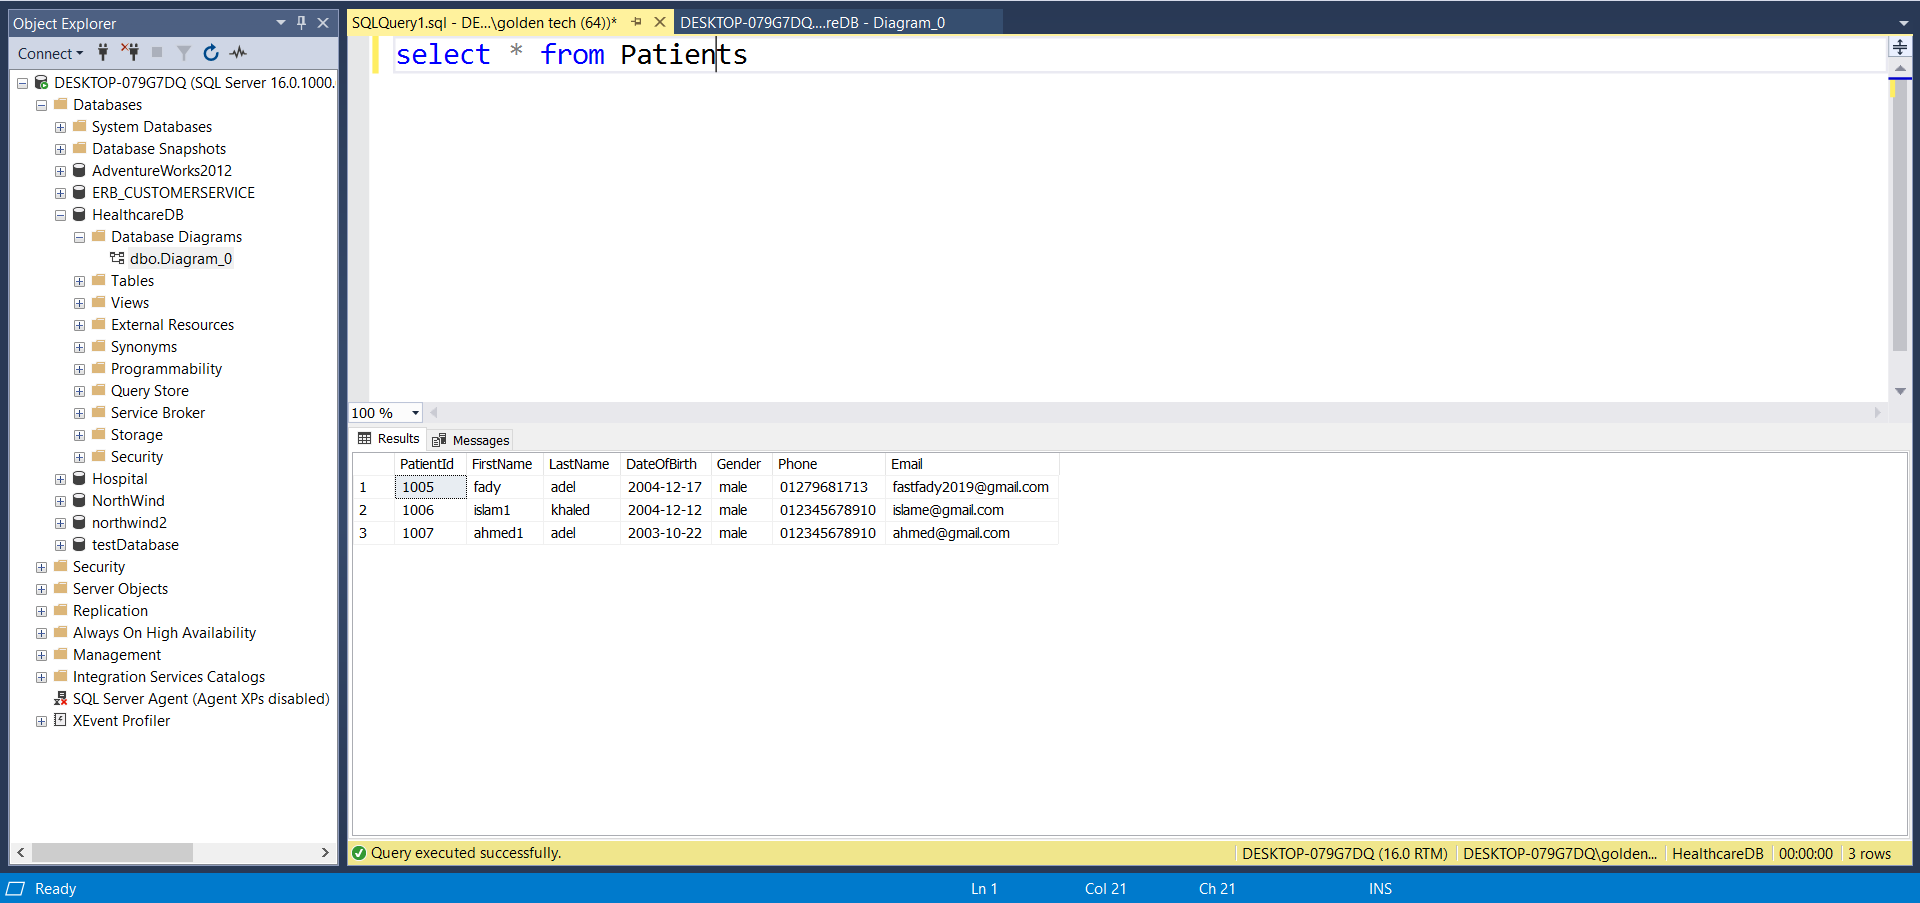 Object Explorer
Connect
DESKTOP-079G7DQ (SQL Server 16.0.1000.
Databases
System Databases
Database Snapshots
AdventureWorks2012
ERB_CUSTOMERSERVICE
HealthcareDB
Database Diagrams
dbo.Diagram_0
Tables
Views
External Resources
Synonyms
Programmability
Query Store
Service Broker
Storage
Security
Hospital
NorthWind
northwind2
testDatabase
Security
Server Objects
Replication
Always On High Availability
Management
Integration Services Catalogs
SQL Server Agent (Agent XPs disabled)
XEvent Profiler
SQLQuery1.sql - DE...\golden tech (64))* DESKTOP-079G7DQ....reDB - Diagram_0
select * from Patients
100 %
Results Messages
PatientId FirstName LastName DateOfBirth Gender Phone Email
1 1005 fady adel 2004-12-17 male 01279681713 fastfady2019@gmail.com
2 1006 islam1 khaled 2004-12-12 male 012345678910 islame@gmail.com
3 1007 ahmed1 adel 2003-10-22 male 012345678910 ahmed@gmail.com
Query executed successfully. DESKTOP-079G7DQ (16.0 RTM) DESKTOP-079G7DQ\golden... HealthcareDB 00:00:00 3 rows
Ready Ln 1 Col 21 Ch 21 INS